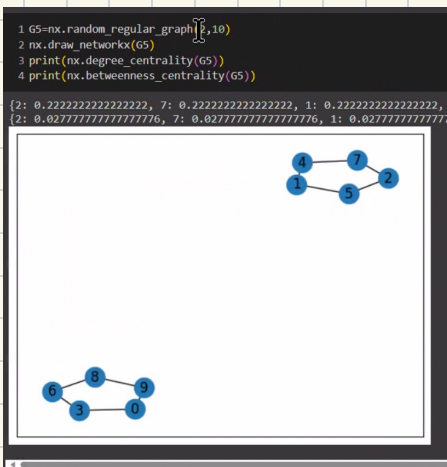 1 G5=nx.random_regular_graph(2,10)
2 nx.draw_networkx(G5)
3 print(nx.degree_centrality(G5))
4 print(nx.betweenness_centrality(G5))
{2: 0.2222222222222222, 7: 0.2222222222222222, 1: 0.2222222222222222,
{2: 0.027777777777777776, 7: 0.027777777777777776, 1: 0.0277777777777
4 7
1 5 2
8
6 9
3 0